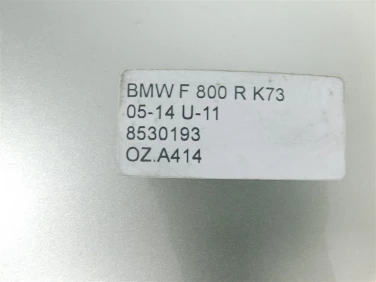 BMW F 800 R K73
05-14 U-11
8530193
OZ.A414